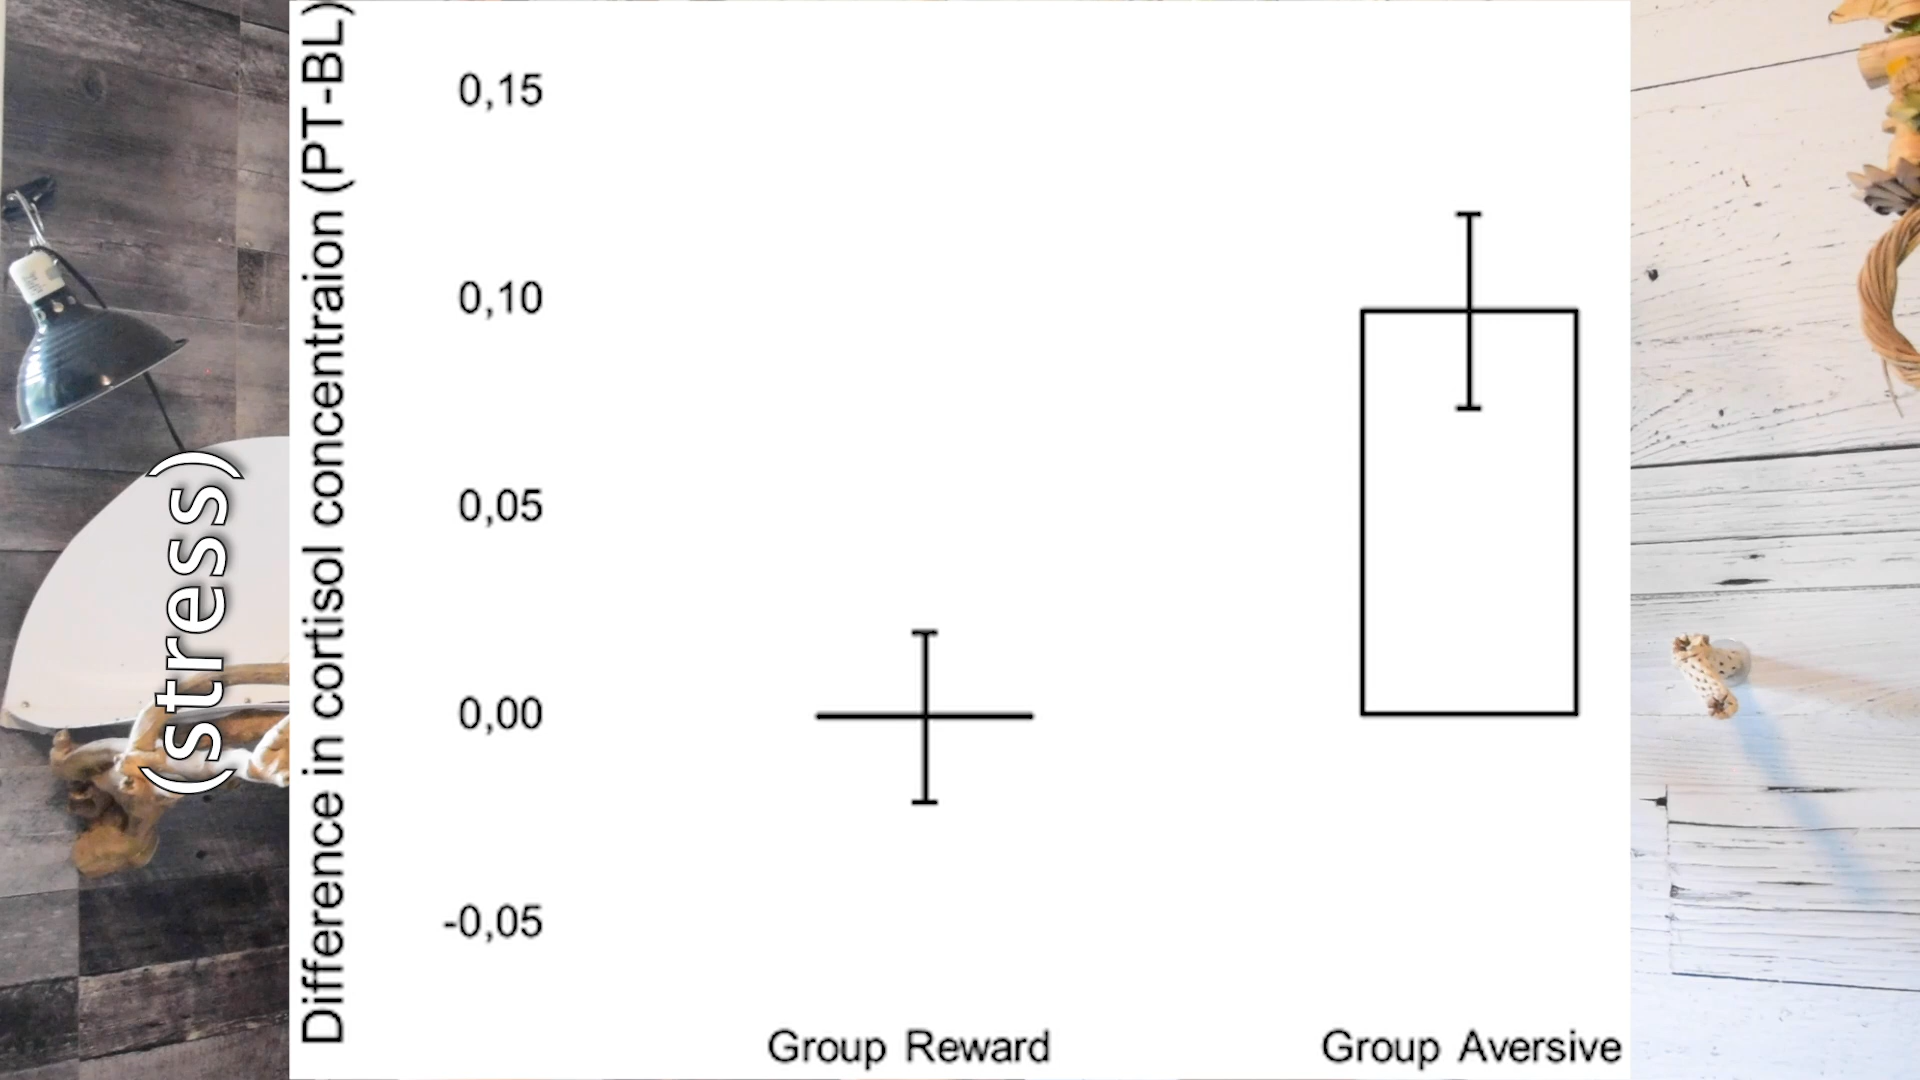 (stress)
Difference in cortisol concentraion (PT-BL)
0,15
0,10
0,05
0,00
-0,05
Group Reward
Group Aversive